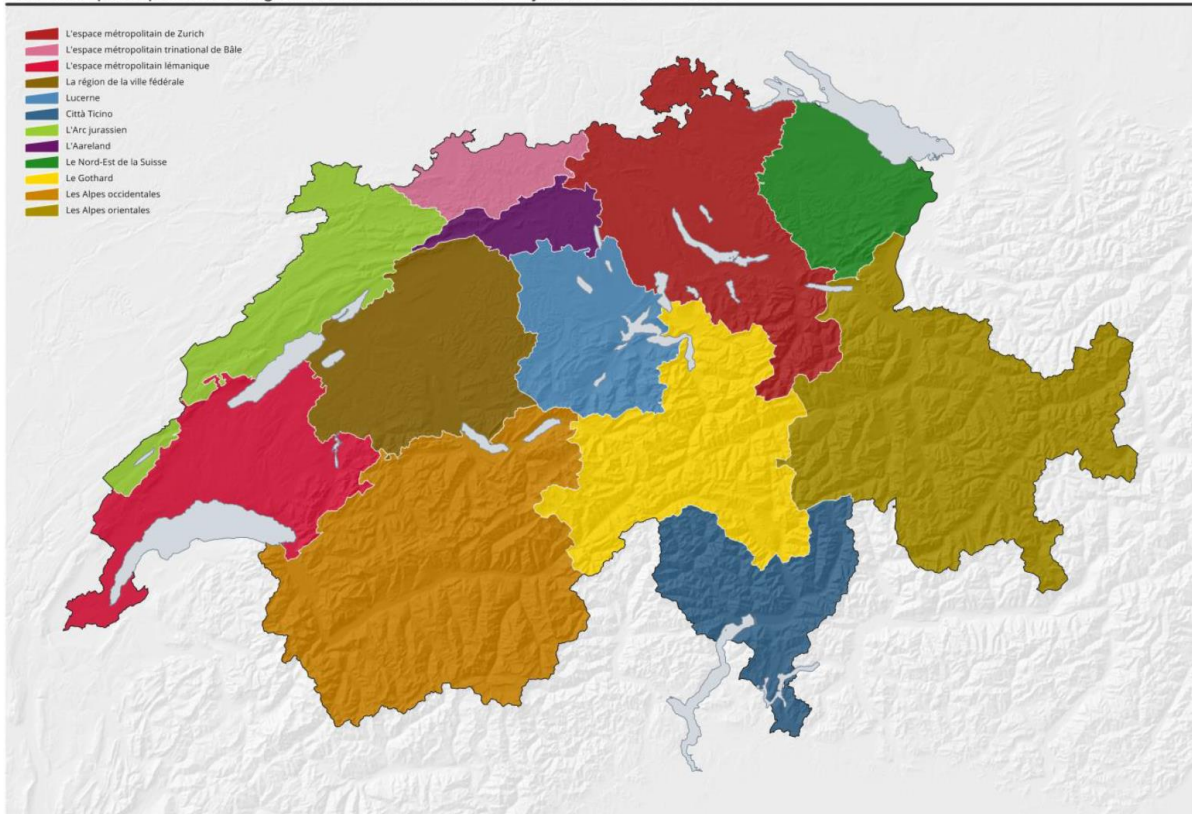 L'espace métropolitain de Zurich
L'espace métropolitain trinational de Bâle
L'espace métropolitain lémanique
La région de la ville fédérale
Lucerne
Città Ticino
L'Arc jurassien
L'Aareland
Le Nord-Est de la Suisse
Le Gothard
Les Alpes occidentales
Les Alpes orientales